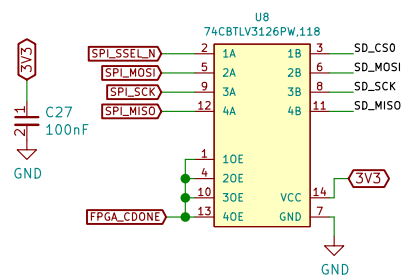 U8
74CBTLV3126PW,118
3V3
1
2
C27
100nF
GND
SPI_SSEL_N 2 1A 1B 3 SD_CS0
SPI_MOSI 5 2A 2B 6 SD_MOSI
SPI_SCK 9 3A 3B 8 SD_SCK
SPI_MISO 12 4A 4B 11 SD_MISO
1 1OE
4 2OE
10 3OE VCC 14 3V3
FPGA_CDONE 13 4OE GND 7
GND